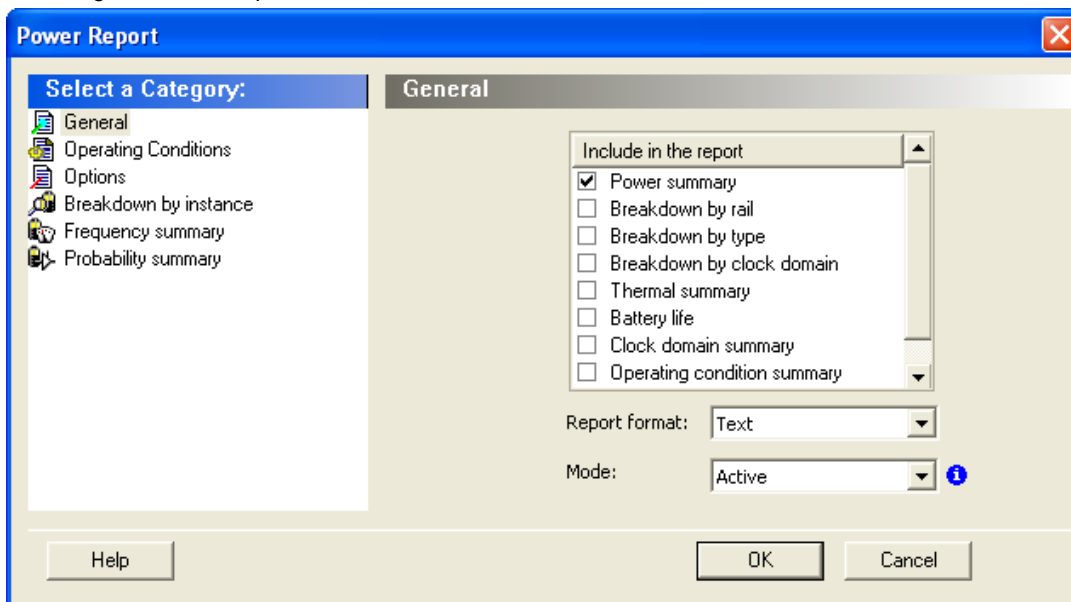 Power Report
Select a Category:
General
Operating Conditions
Options
Breakdown by instance
Frequency summary
Probability summary
General
Include in the report
Power summary
Breakdown by rail
Breakdown by type
Breakdown by clock domain
Thermal summary
Battery life
Clock domain summary
Operating condition summary
Report format: Text
Mode: Active
Help
OK
Cancel